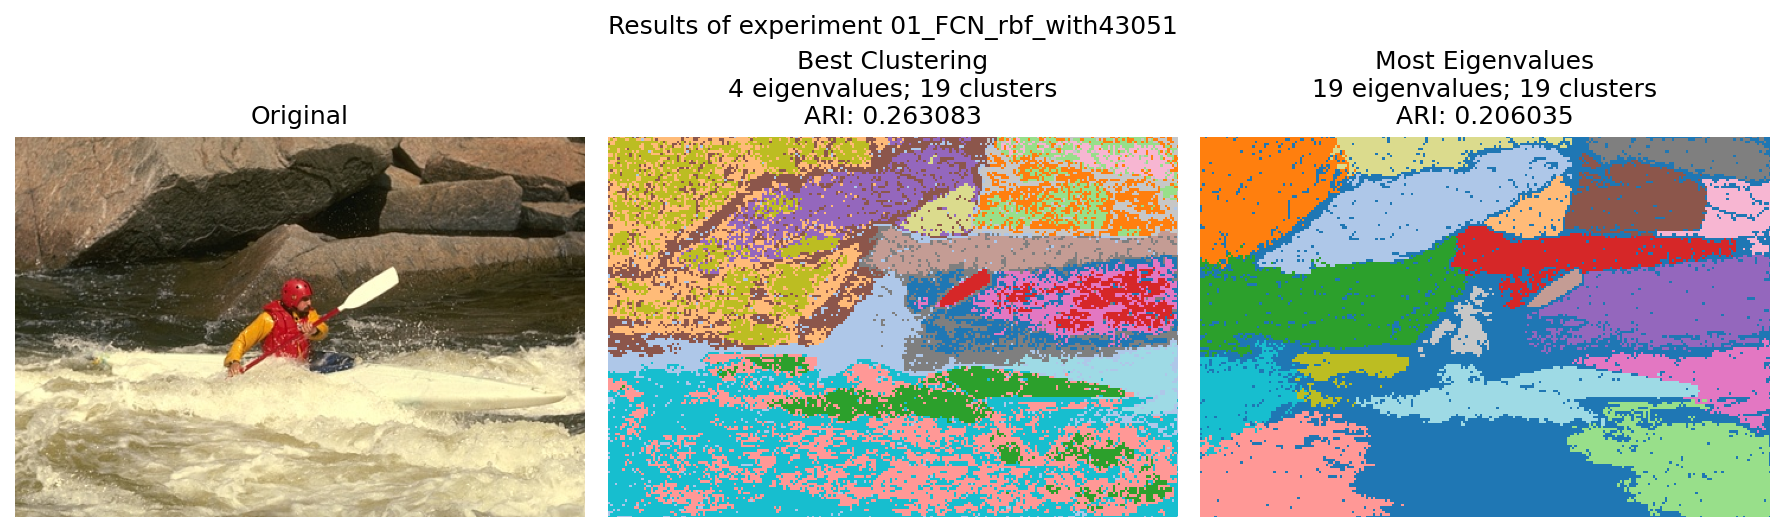 Results of experiment 01_FCN_rbf_with43051
Original
Best Clustering
4 eigenvalues; 19 clusters
ARI: 0.263083
Most Eigenvalues
19 eigenvalues; 19 clusters
ARI: 0.206035